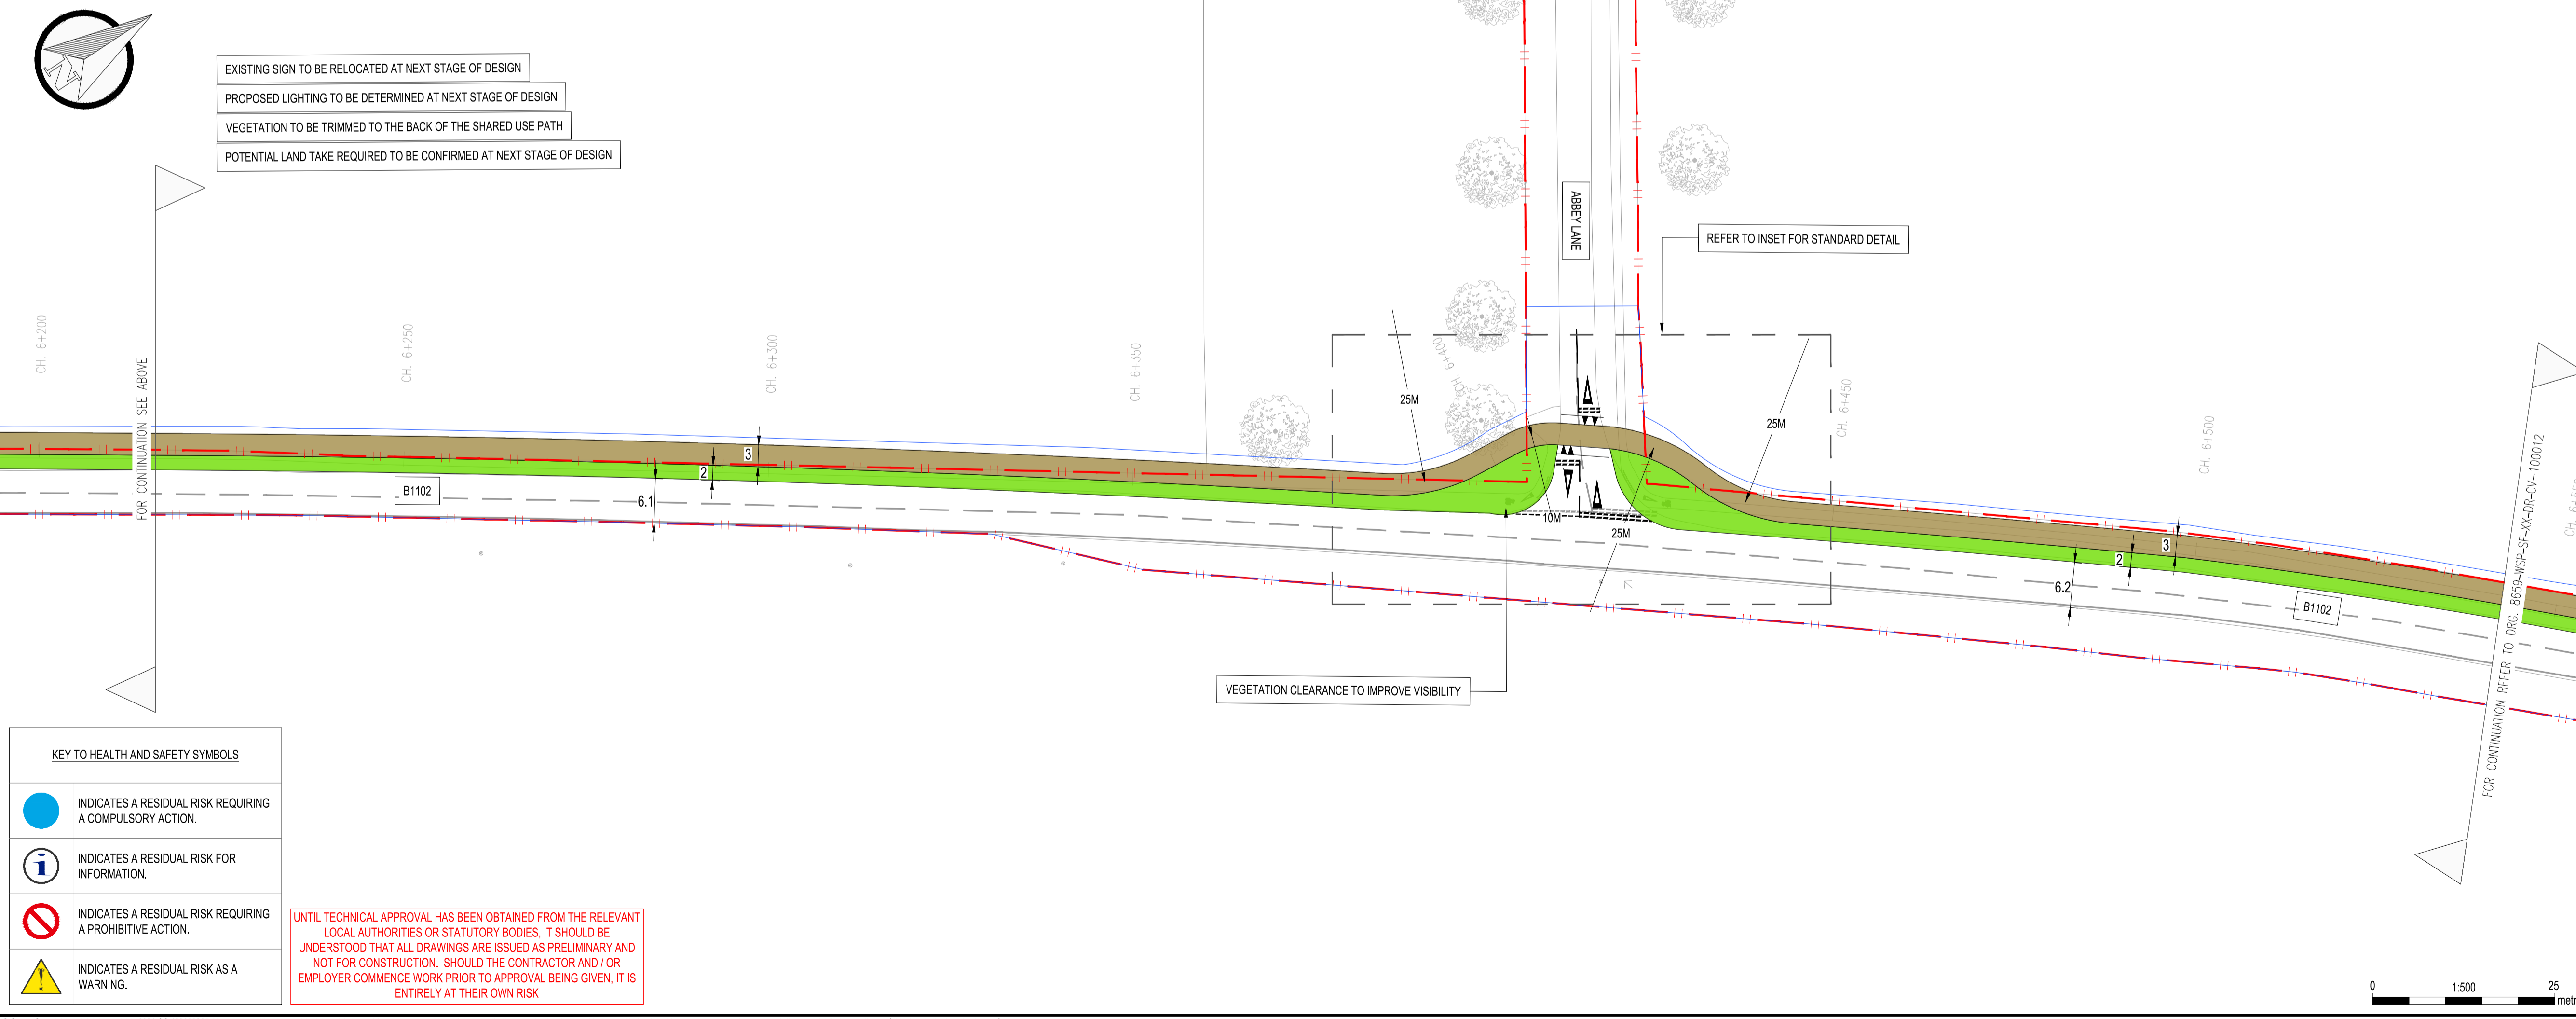 N
EXISTING SIGN TO BE RELOCATED AT NEXT STAGE OF DESIGN
PROPOSED LIGHTING TO BE DETERMINED AT NEXT STAGE OF DESIGN
VEGETATION TO BE TRIMMED TO THE BACK OF THE SHARED USE PATH
POTENTIAL LAND TAKE REQUIRED TO BE CONFIRMED AT NEXT STAGE OF DESIGN
ABBEY LANE
REFER TO INSET FOR STANDARD DETAIL
CH. 6+200
CH. 6+250
CH. 6+300
CH. 6+350
CH. 6+400
CH. 6+450
CH. 6+500
FOR CONTINUATION SEE ABOVE
25M
25M
3
2
6.1
B1102
10M
25M
3
2
6.2
B1102
FOR CONTINUATION REFER TO DRG. 8659-WSP-SF-XX-DR-CV-1000012
VEGETATION CLEARANCE TO IMPROVE VISIBILITY
KEY TO HEALTH AND SAFETY SYMBOLS
INDICATES A RESIDUAL RISK REQUIRING
A COMPULSORY ACTION.
i
INDICATES A RESIDUAL RISK FOR
INFORMATION.
INDICATES A RESIDUAL RISK REQUIRING
A PROHIBITIVE ACTION.
!
INDICATES A RESIDUAL RISK AS A
WARNING.
UNTIL TECHNICAL APPROVAL HAS BEEN OBTAINED FROM THE RELEVANT
LOCAL AUTHORITIES OR STATUTORY BODIES, IT SHOULD BE
UNDERSTOOD THAT ALL DRAWINGS ARE ISSUED AS PRELIMINARY AND
NOT FOR CONSTRUCTION. SHOULD THE CONTRACTOR AND / OR
EMPLOYER COMMENCE WORK PRIOR TO APPROVAL BEING GIVEN, IT IS
ENTIRELY AT THEIR OWN RISK
0 1:500 25
metr